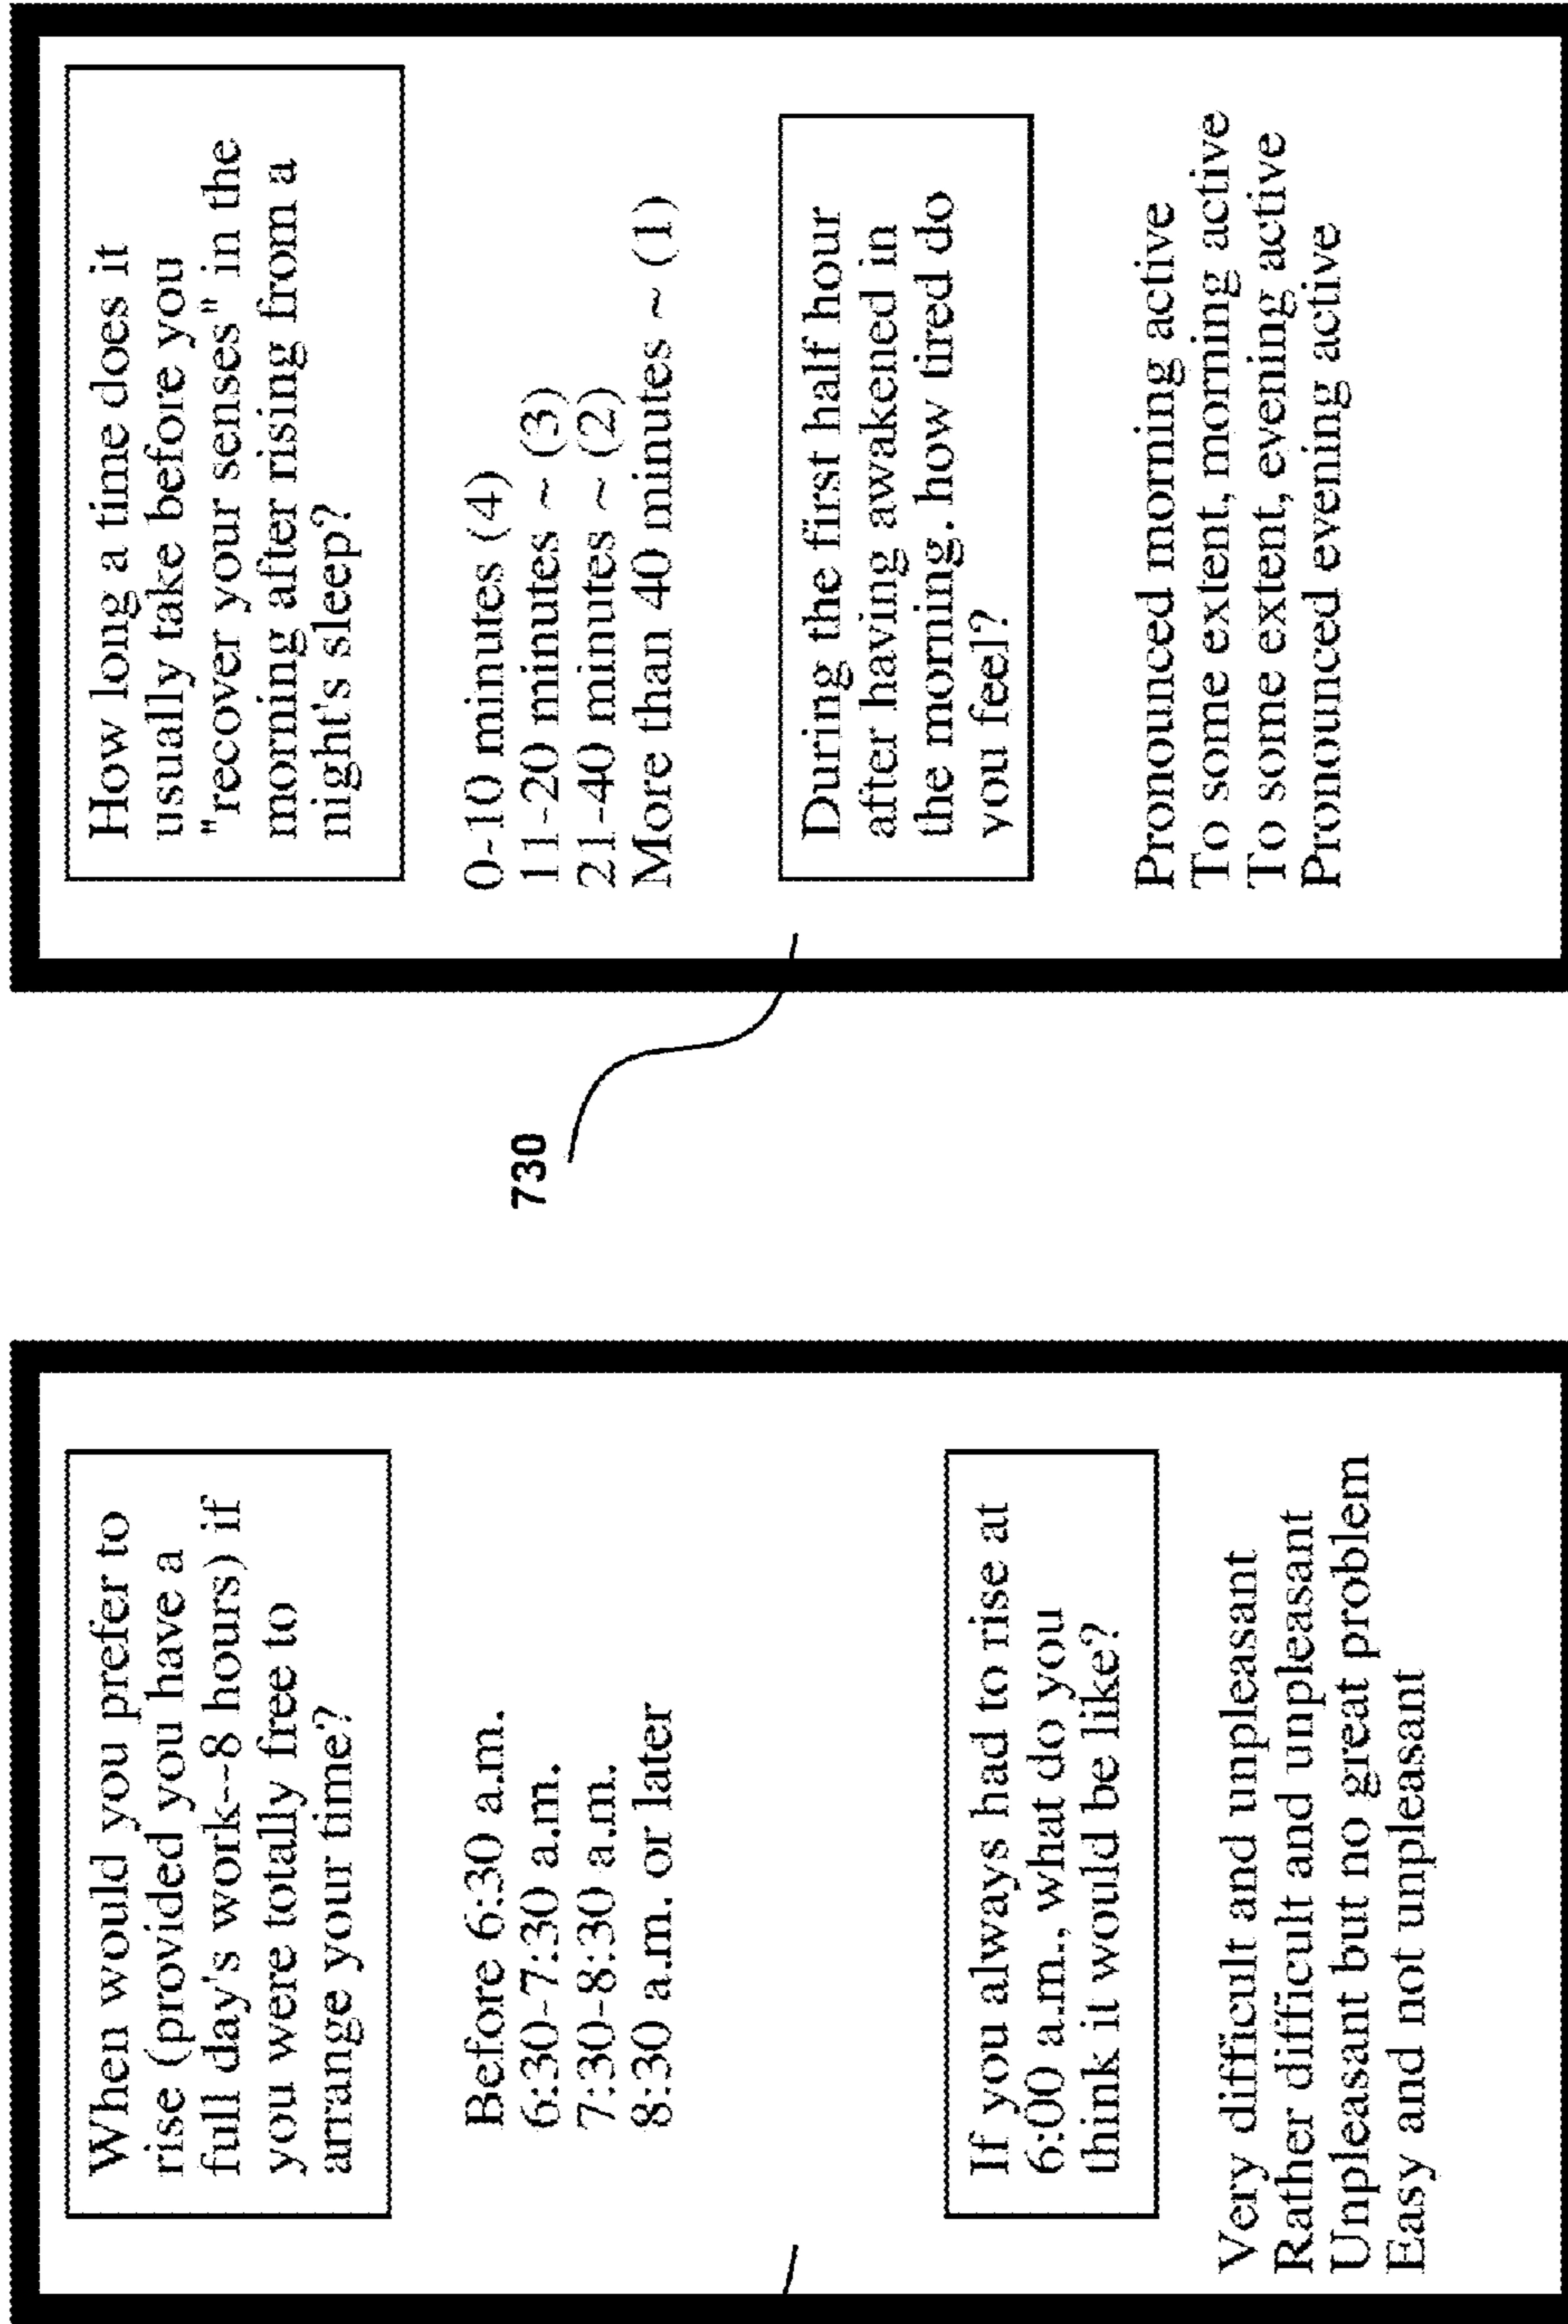 When would you prefer to
rise (provided you have a
full day's work--8 hours) if
you were totally free to
arrange your time?
Before 6:30 a.m.
6:30-7:30 a.m.
7:30-8:30 a.m.
8:30 a.m. or later
If you always had to rise at
6:00 a.m., what do you
think it would be like?
Very difficult and unpleasant
Rather difficult and unpleasant
Unpleasant but no great problem
Easy and not unpleasant
730
How long a time does it
usually take before you
"recover your senses" in the
morning after rising from a
night's sleep?
0-10 minutes (4)
11-20 minutes ~ (3)
21-40 minutes ~ (2)
More than 40 minutes ~ (1)
During the first half hour
after having awakened in
the morning. how tired do
you feel?
Pronounced morning active
To some extent, morning active
To some extent, evening active
Pronounced evening active